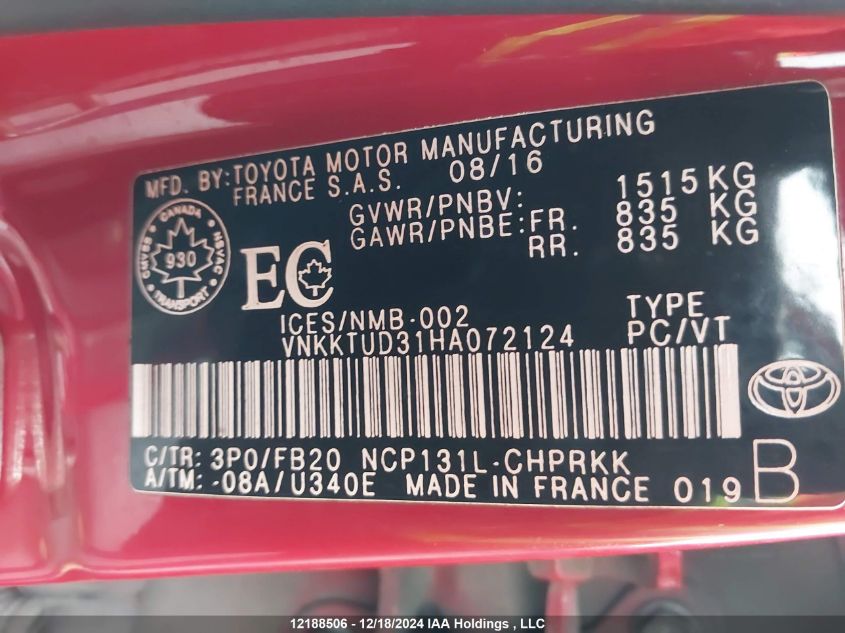 MFD. BY: TOYOTA MOTOR MANUFACTURING
FRANCE S.A.S. 08/16
GVWR/PNBV: 1515 KG
GAWR/PNBE: FR. 835 KG
RR. 835 KG
CANADA
CMVSS 930 NSVAC
TRANSPORT
EC
ICES/NMB-002
VNKKTUD31HA072124
TYPE
PC/VT
C/TR: 3P0/FB20 NCP131L-CHPRKK
A/TM: -08A/U340E MADE IN FRANCE 019 B
12188506 - 12/18/2024 IAA Holdings , LLC